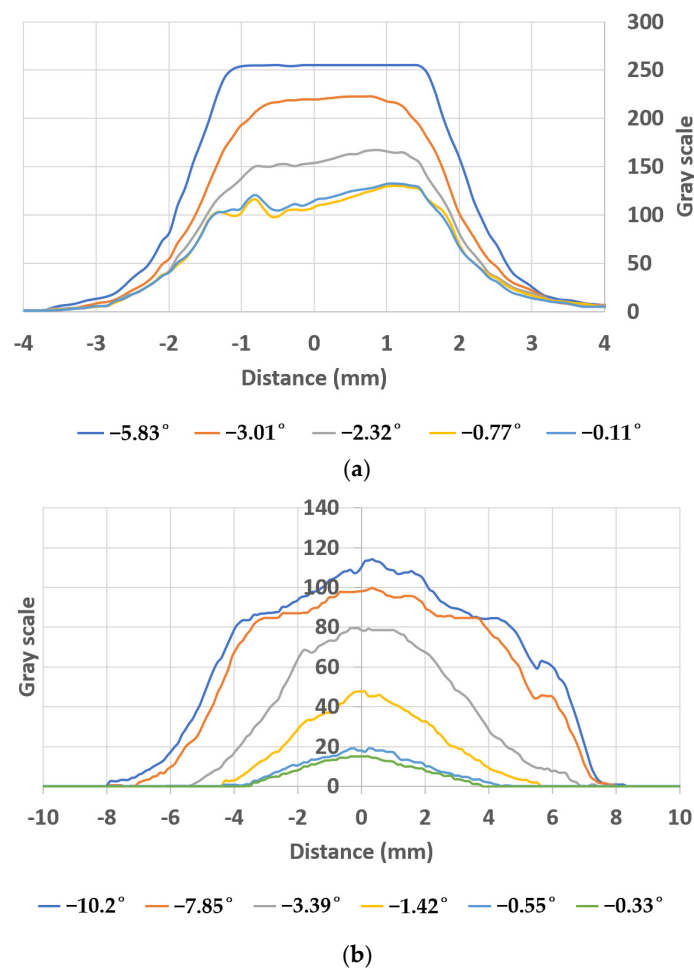 300
250
200
150
100
50
0
Gray scale
-4 -3 -2 -1 0 1 2 3 4
Distance (mm)
−5.83° −3.01° −2.32° −0.77° −0.11°
(a)
140
120
100
80
60
40
20
0
Gray scale
-10 -8 -6 -4 -2 0 2 4 6 8 10
Distance (mm)
−10.2° −7.85° −3.39° −1.42° −0.55° −0.33°
(b)